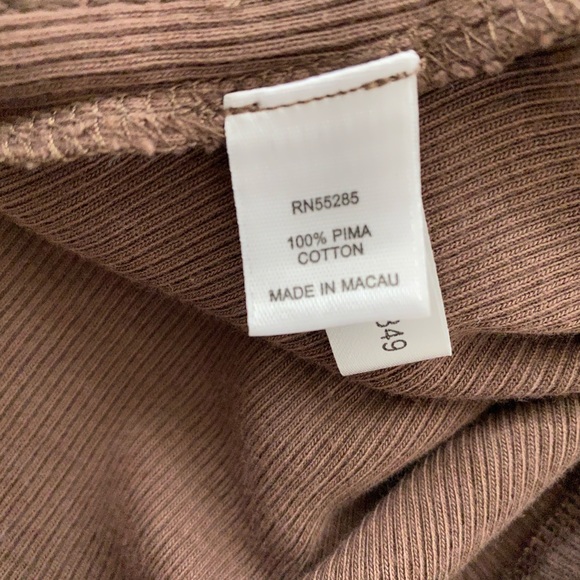 RN55285
100% PIMA
COTTON
MADE IN MACAU
349